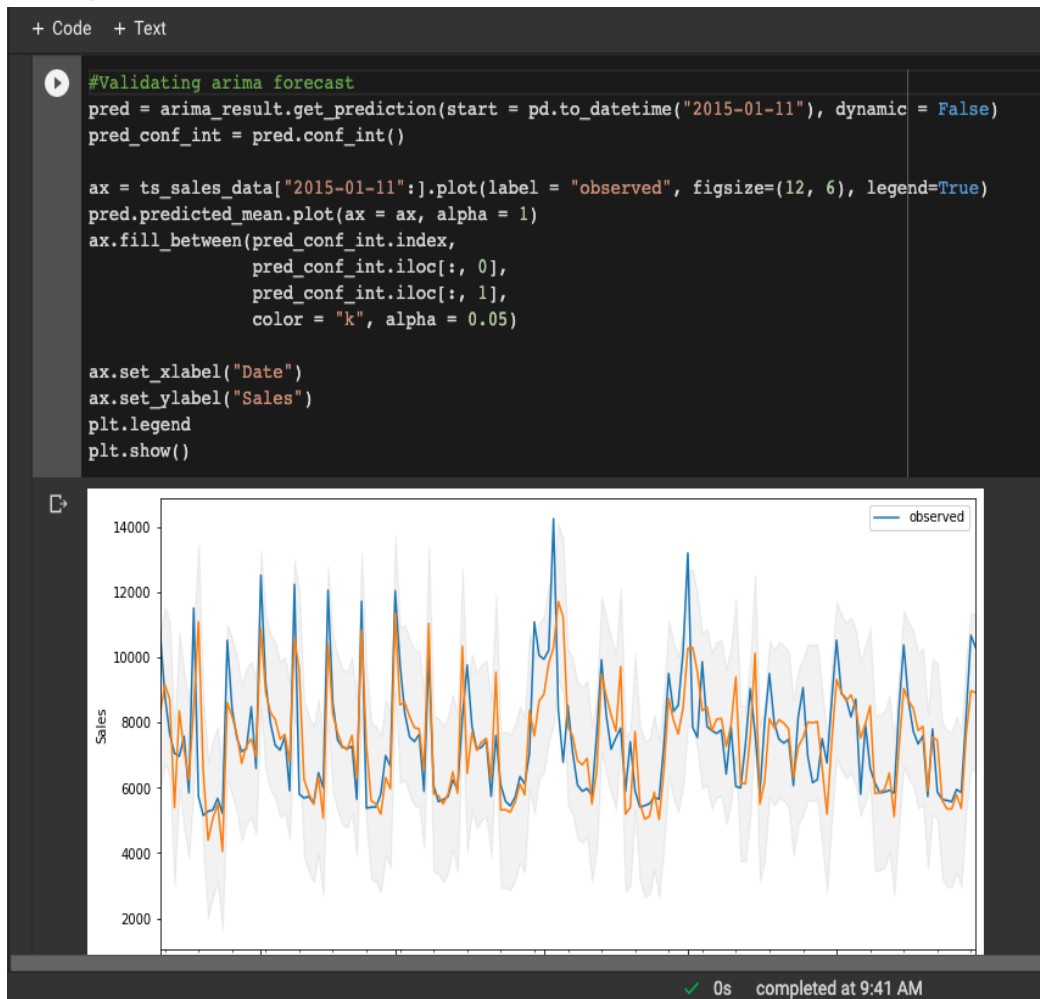 + Code + Text
#Validating arima forecast
pred = arima_result.get_prediction(start = pd.to_datetime("2015-01-11"), dynamic = False)
pred_conf_int = pred.conf_int()
ax = ts_sales_data["2015-01-11":].plot(label = "observed", figsize=(12, 6), legend=True)
pred.predicted_mean.plot(ax = ax, alpha = 1)
ax.fill_between(pred_conf_int.index,
pred_conf_int.iloc[:, 0],
pred_conf_int.iloc[:, 1],
color = "k", alpha = 0.05)
ax.set_xlabel("Date")
ax.set_ylabel("Sales")
plt.legend
plt.show()
observed
14000
12000
10000
8000
6000
4000
2000
Sales
0s completed at 9:41 AM